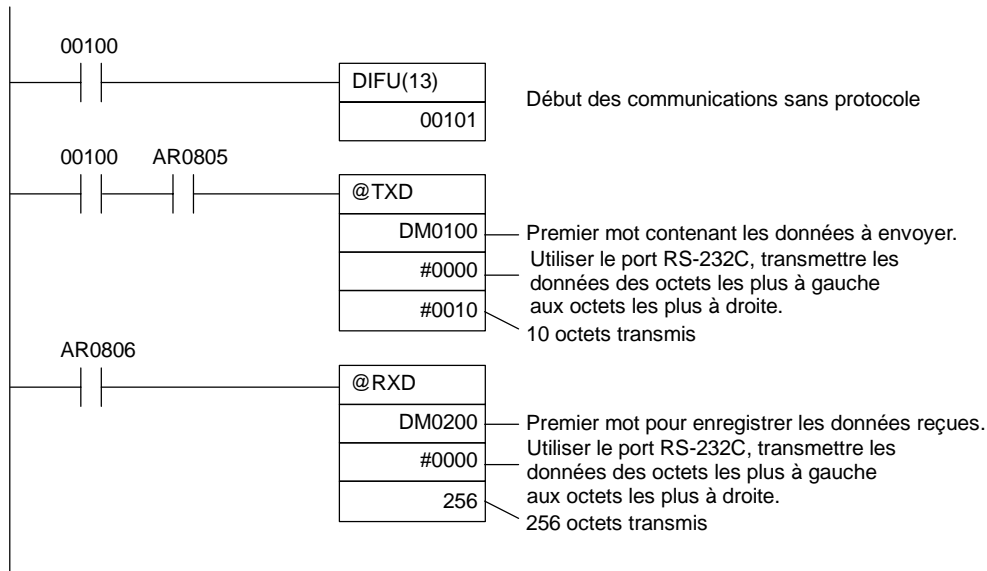 00100
DIFU(13)
00101
Début des communications sans protocole
00100 AR0805
@TXD
DM0100
Premier mot contenant les données à envoyer.
#0000
Utiliser le port RS-232C, transmettre les
données des octets les plus à gauche
aux octets les plus à droite.
#0010
10 octets transmis
AR0806
@RXD
DM0200
Premier mot pour enregistrer les données reçues.
#0000
Utiliser le port RS-232C, transmettre les
données des octets les plus à gauche
aux octets les plus à droite.
256
256 octets transmis